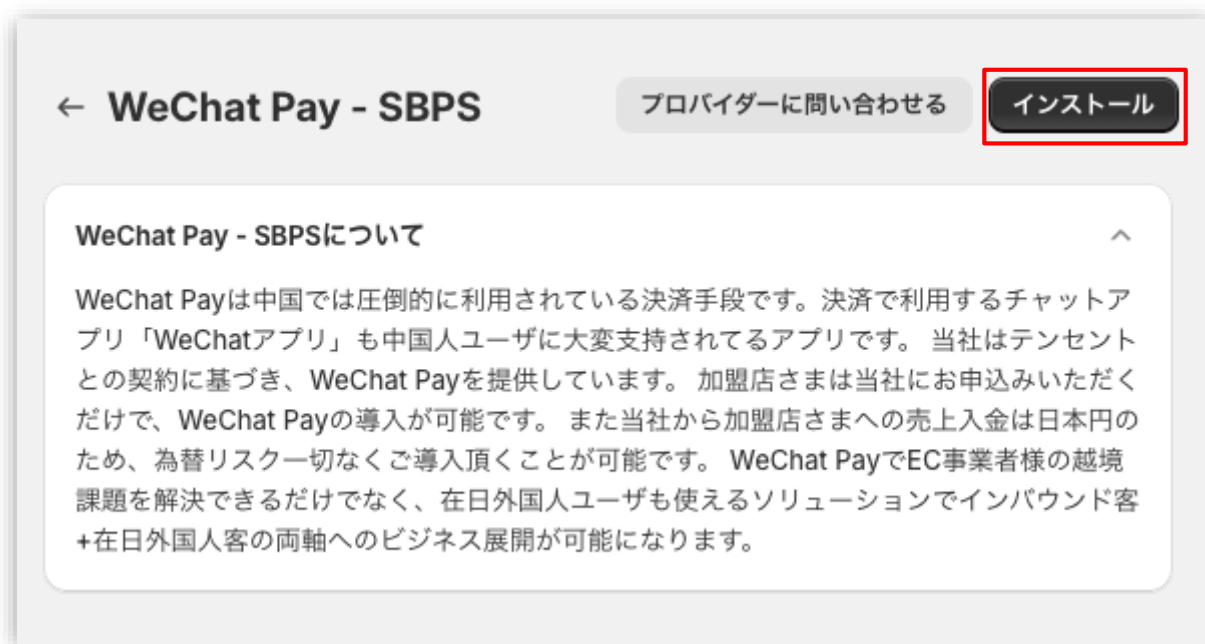 ← WeChat Pay - SBPS
プロバイダーに問い合わせる
インストール
WeChat Pay - SBPSについて
WeChat Payは中国では圧倒的に利用されている決済手段です。決済で利用するチャットア
プリ「WeChatアプリ」も中国人ユーザに大変支持されてるアプリです。 当社はテンセント
との契約に基づき、WeChat Payを提供しています。 加盟店さまは当社にお申込みいただく
だけで、WeChat Payの導入が可能です。 また当社から加盟店さまへの売上入金は日本円の
ため、為替リスク一切なくご導入頂くことが可能です。 WeChat PayでEC事業者様の越境
課題を解決できるだけでなく、在日外国人ユーザも使えるソリューションでインバウンド客
+在日外国人客の両軸へのビジネス展開が可能になります。